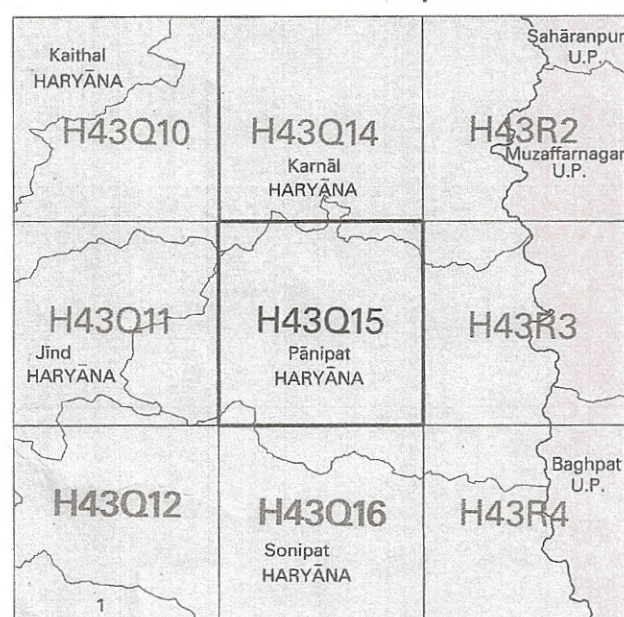 Kaithal
HARYĀNA
Sahāranpur
U.P.
H43Q10
H43Q14
H43R2
Karnāl
HARYĀNA
Muzaffarnagar
U.P.
H43Q11
H43Q15
H43R3
Jīnd
HARYĀNA
Pānipat
HARYĀNA
Baghpat
U.P.
H43Q12
H43Q16
H43R4
Sonipat
HARYĀNA
1